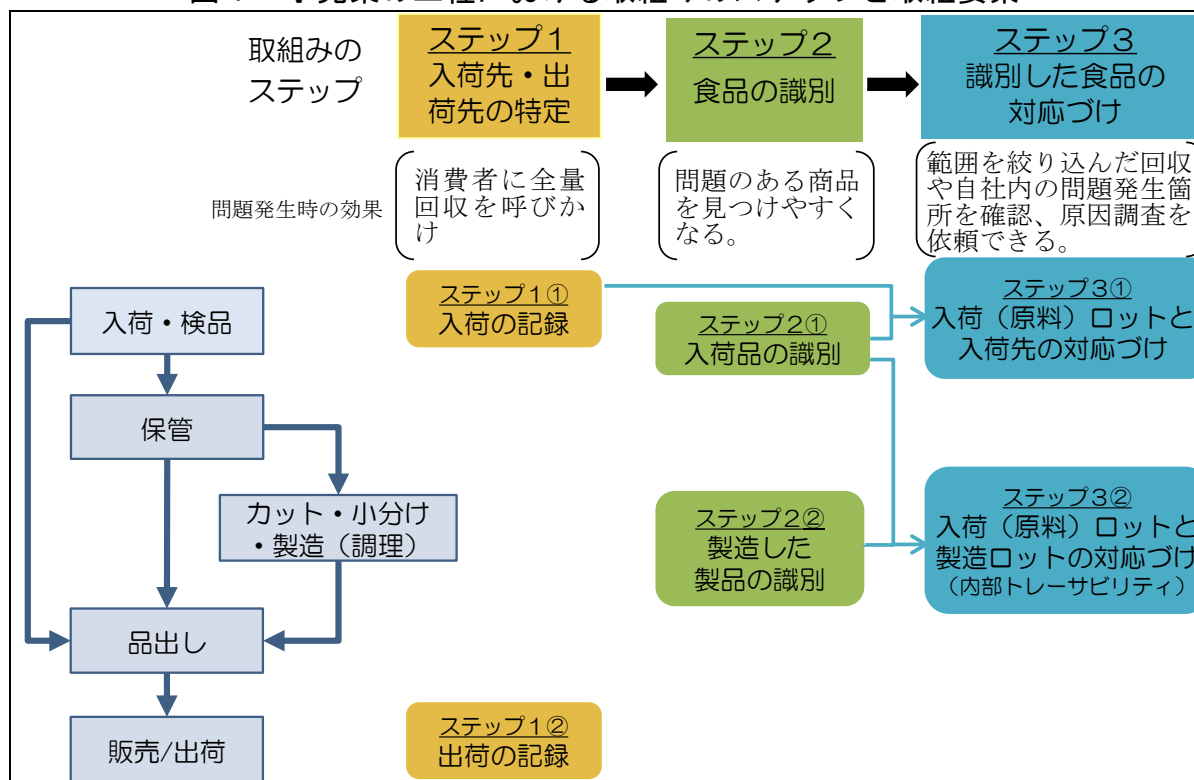 取組みの
ステップ
ステップ１
入荷先・出
荷先の特定
ステップ２
食品の識別
ステップ３
識別した食品の
対応づけ
問題発生時の効果
消費者に全量
回収を呼びか
け
問題のある商品
を見つけやすく
なる。
範囲を絞り込んだ回収
や自社内の問題発生箇
所を確認、原因調査を
依頼できる。
入荷・検品
ステップ１①
入荷の記録
ステップ２①
入荷品の識別
ステップ３①
入荷（原料）ロットと
入荷先の対応づけ
保管
カット・小分け
・製造（調理）
ステップ２②
製造した
製品の識別
ステップ３②
入荷（原料）ロットと
製造ロットの対応づけ
（内部トレーサビリティ）
品出し
販売/出荷
ステップ１②
出荷の記録